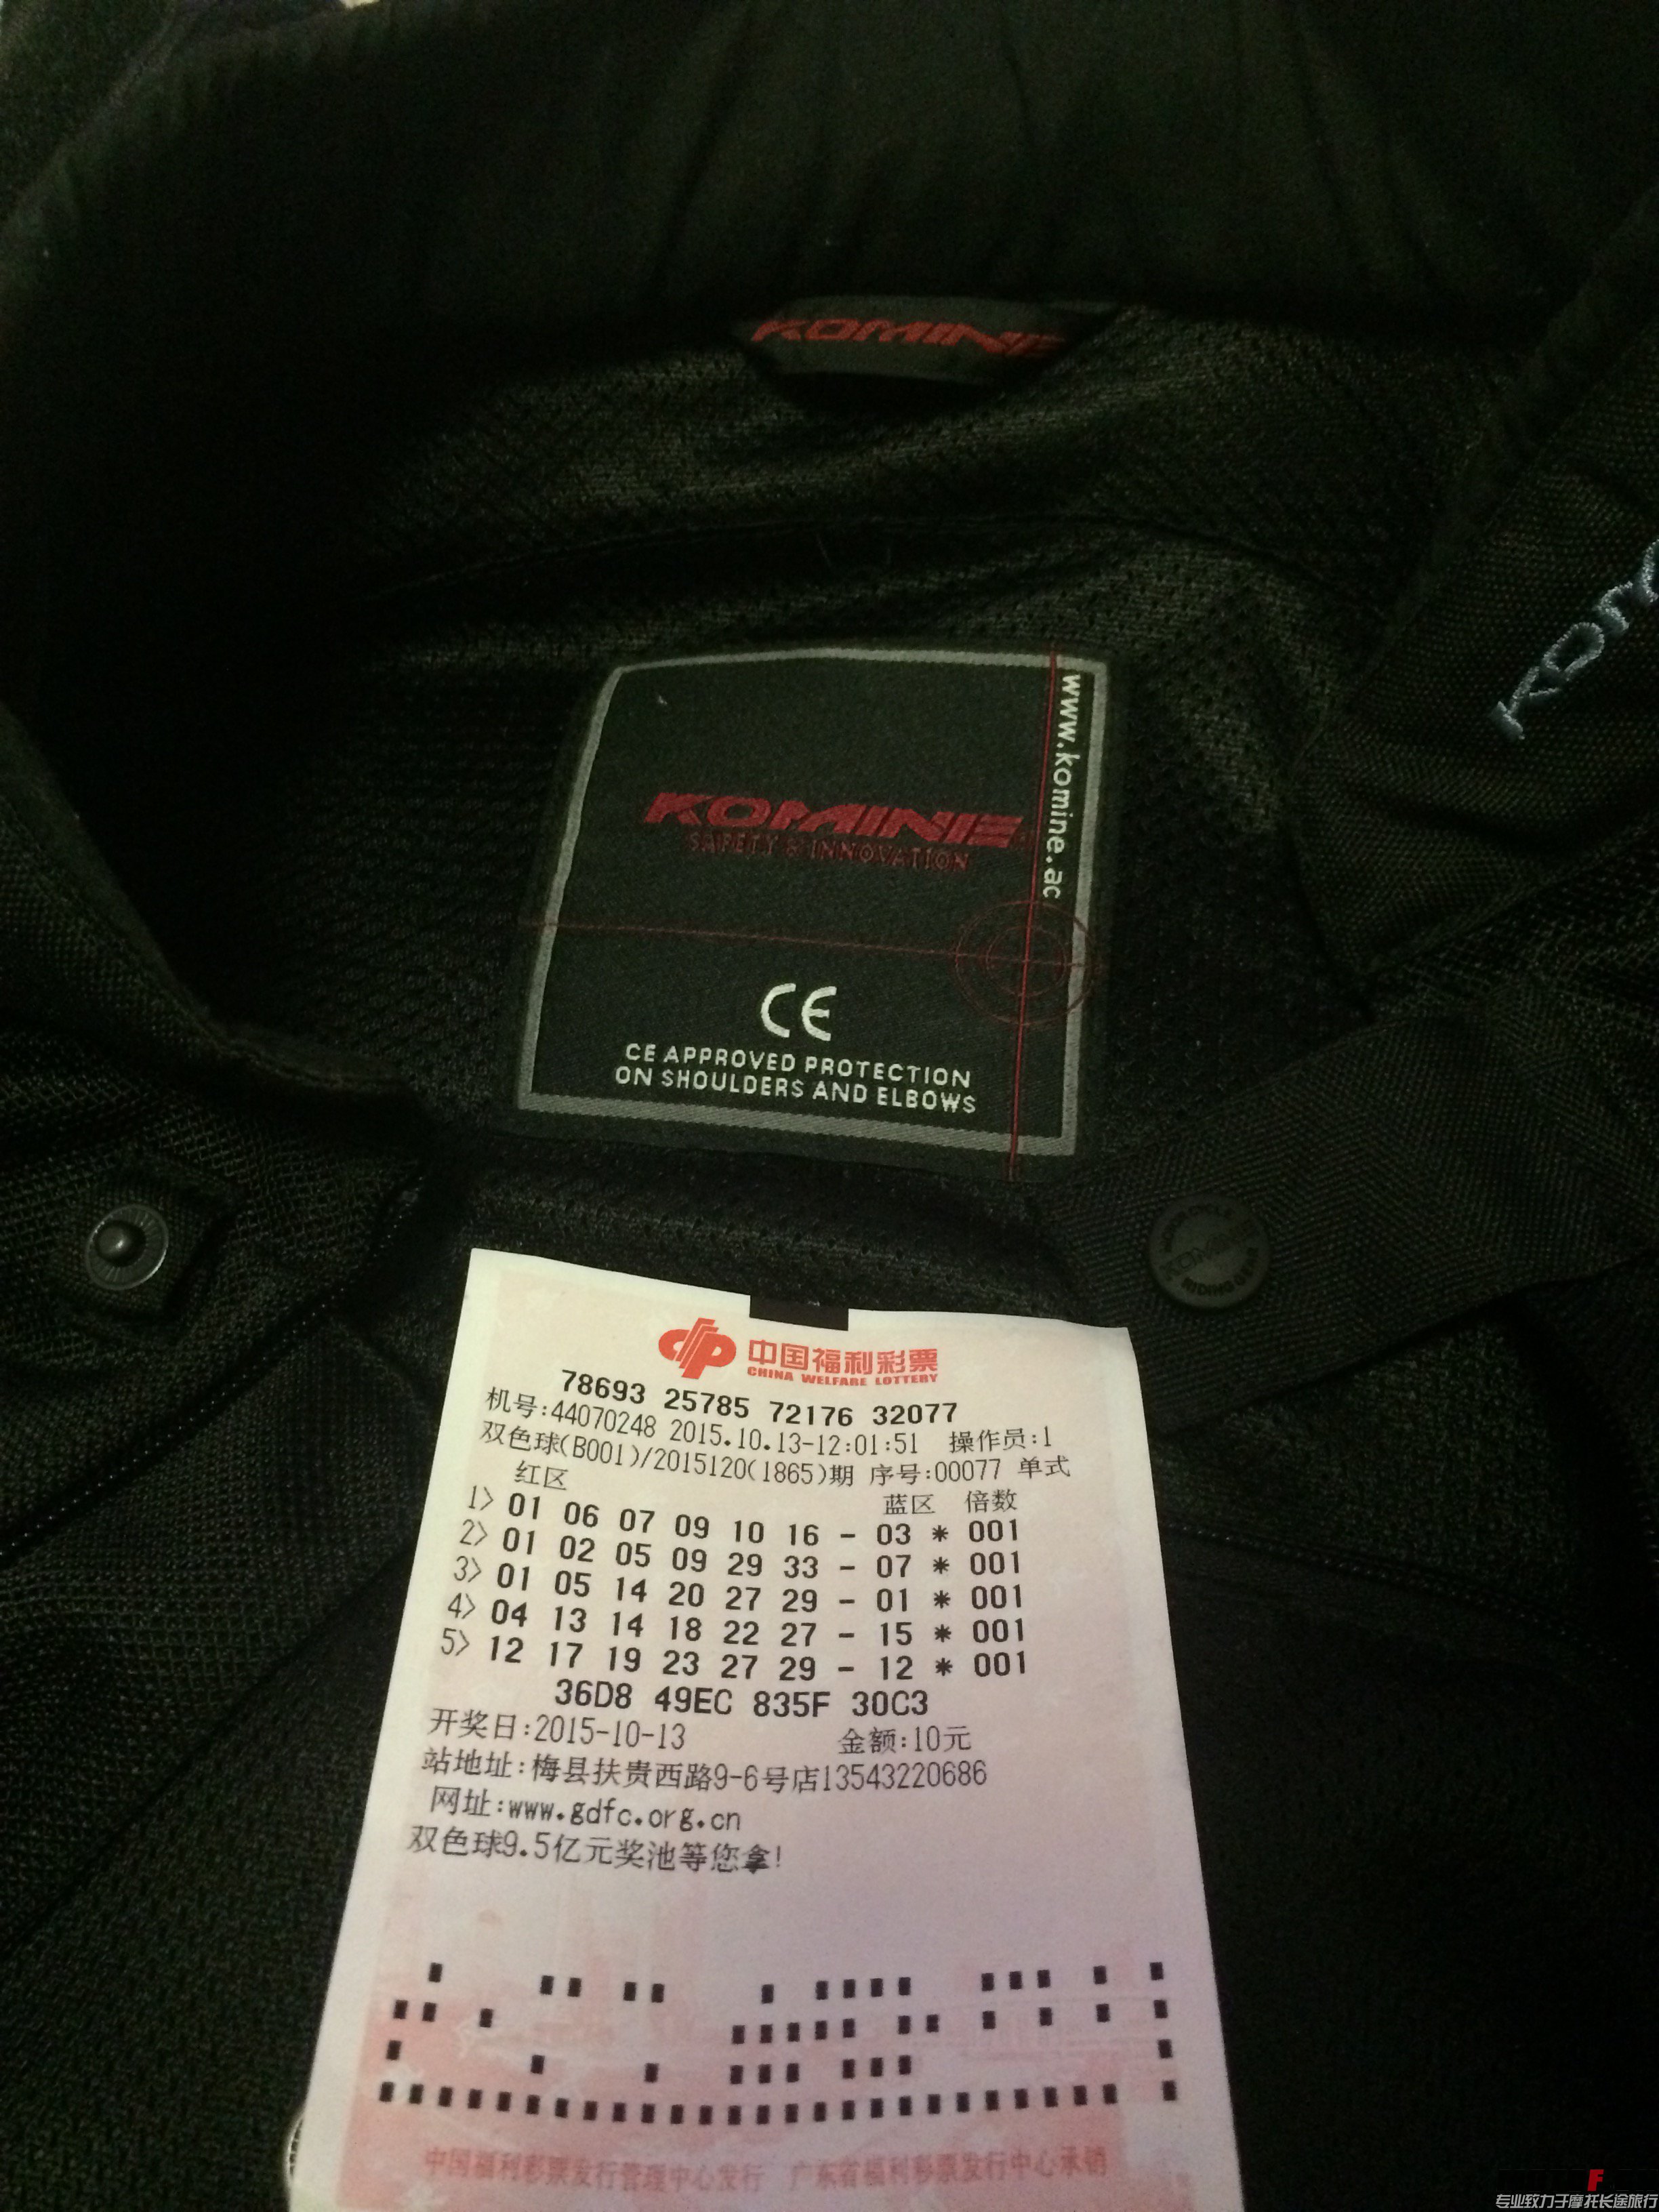 KOMINE
KOM
www.komine.ac
KOMINE
SAFETY & INNOVATION
CE
CE APPROVED PROTECTION
ON SHOULDERS AND ELBOWS
中国福利彩票
CHINA WELFARE LOTTERY
78693 25785 72176 32077
机号:44070248 2015.10.13-12:01:51 操作员:1
双色球(B001)/2015120(1865)期 序号:00077 单式
红区 蓝区 倍数
1> 01 06 07 09 10 16 - 03 * 001
2> 01 02 05 09 29 33 - 07 * 001
3> 01 05 14 20 27 29 - 01 * 001
4> 04 13 14 18 22 27 - 15 * 001
5> 12 17 19 23 27 29 - 12 * 001
36D8 49EC 835F 30C3
开奖日:2015-10-13 金额:10元
站地址:梅县扶贵西路9-6号店13543220686
网址:www.gdfc.org.cn
双色球9.5亿元奖池等您拿!
中国福利彩票发行管理中心发行 广东省福利彩票发行中心承销
F
专业致力于摩托长途旅行